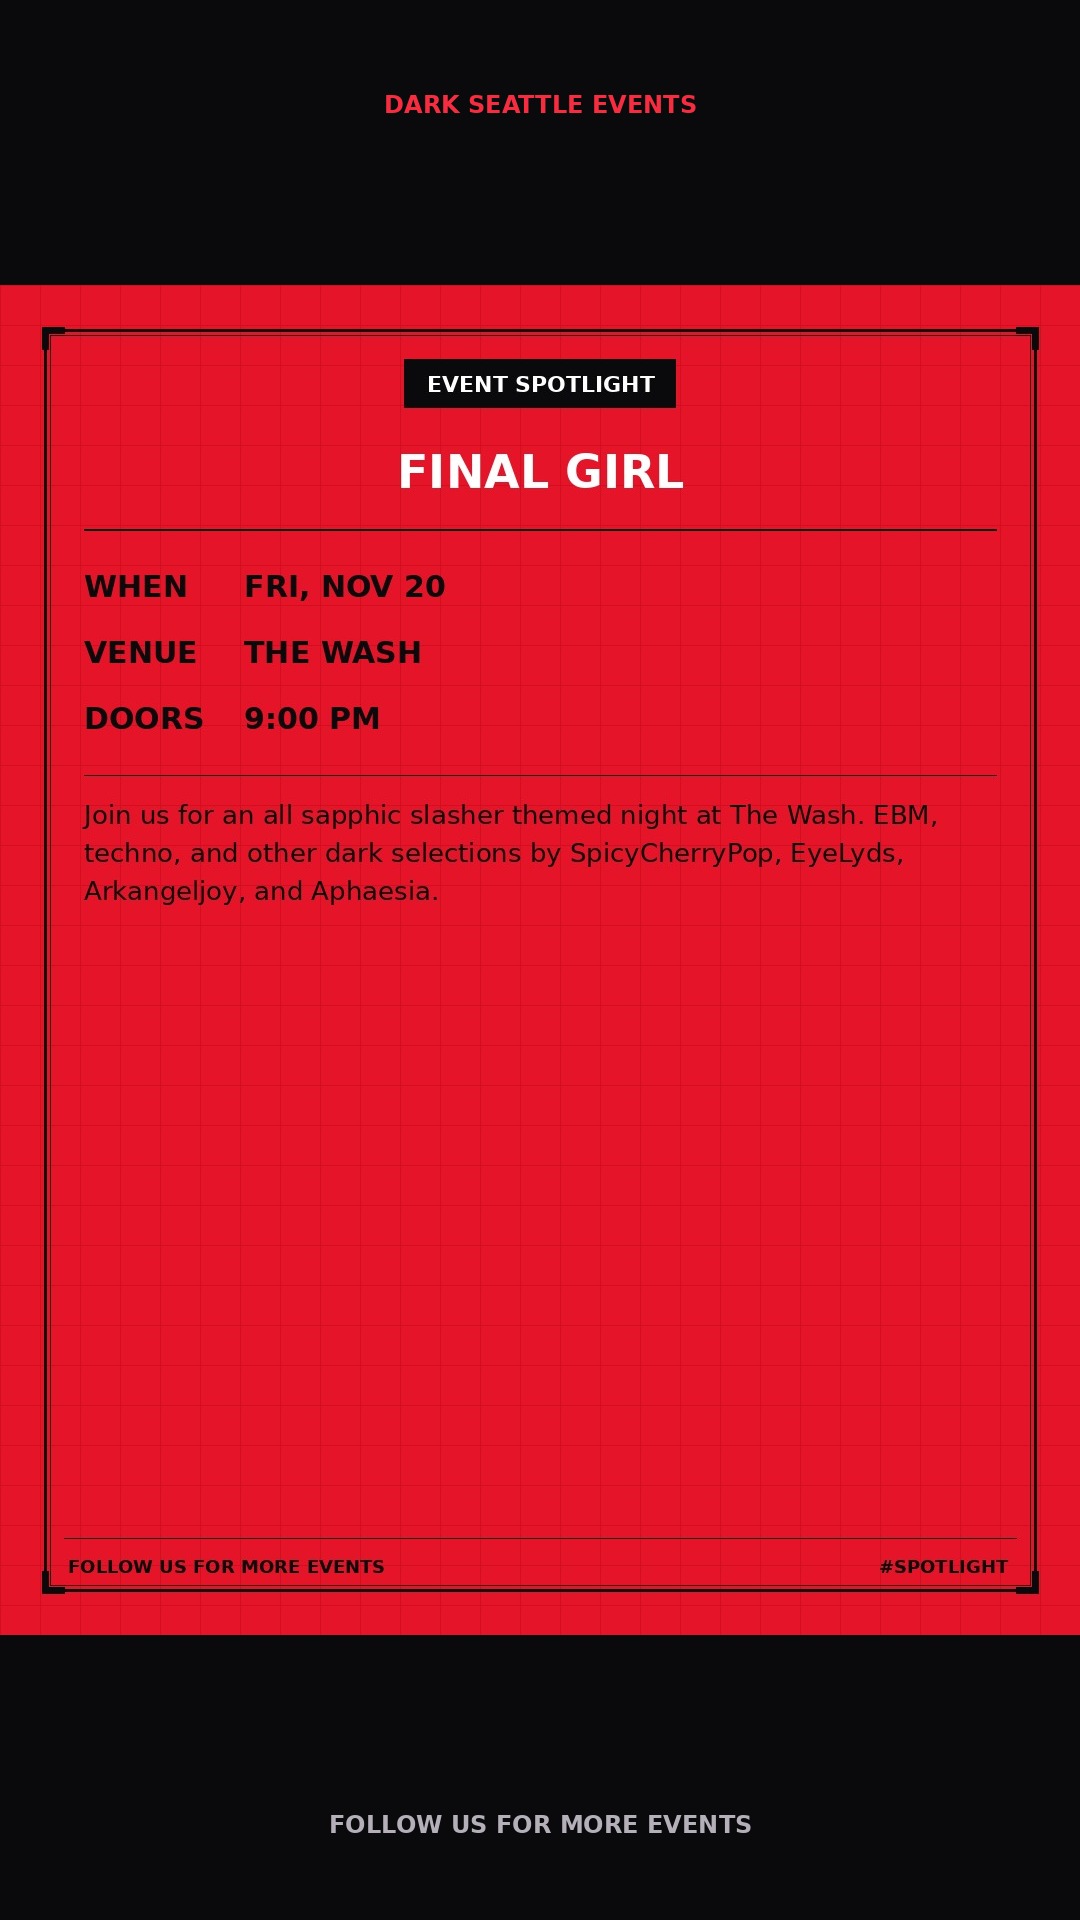 DARK SEATTLE EVENTS
EVENT SPOTLIGHT
FINAL GIRL
WHEN FRI, NOV 20
VENUE THE WASH
DOORS 9:00 PM
Join us for an all sapphic slasher themed night at The Wash. EBM,
techno, and other dark selections by SpicyCherryPop, EyeLyds,
Arkangeljoy, and Aphaesia.
FOLLOW US FOR MORE EVENTS #SPOTLIGHT
FOLLOW US FOR MORE EVENTS